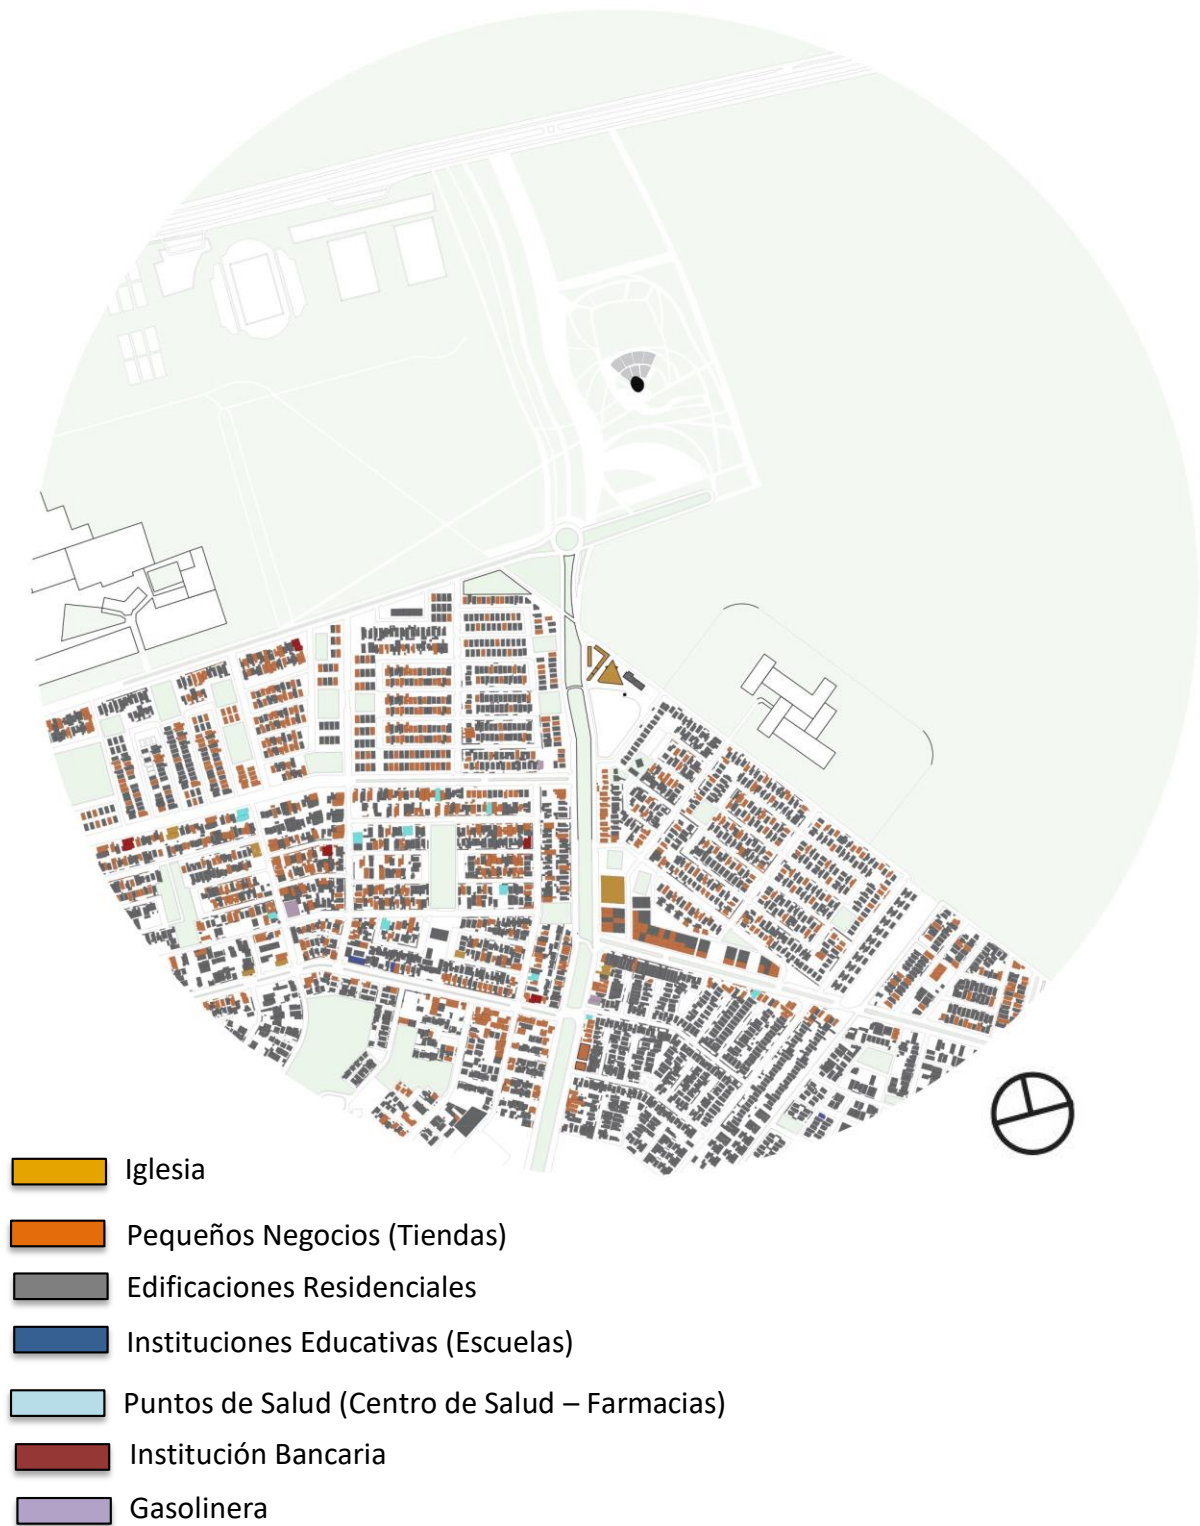 Iglesia
Pequeños Negocios (Tiendas)
Edificaciones Residenciales
Instituciones Educativas (Escuelas)
Puntos de Salud (Centro de Salud – Farmacias)
Institución Bancaria
Gasolinera